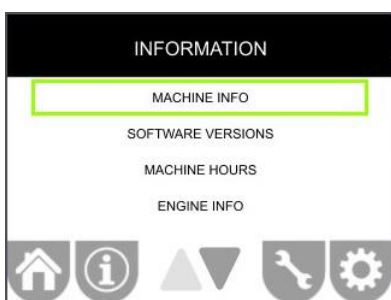 INFORMATION
MACHINE INFO
SOFTWARE VERSIONS
MACHINE HOURS
ENGINE INFO